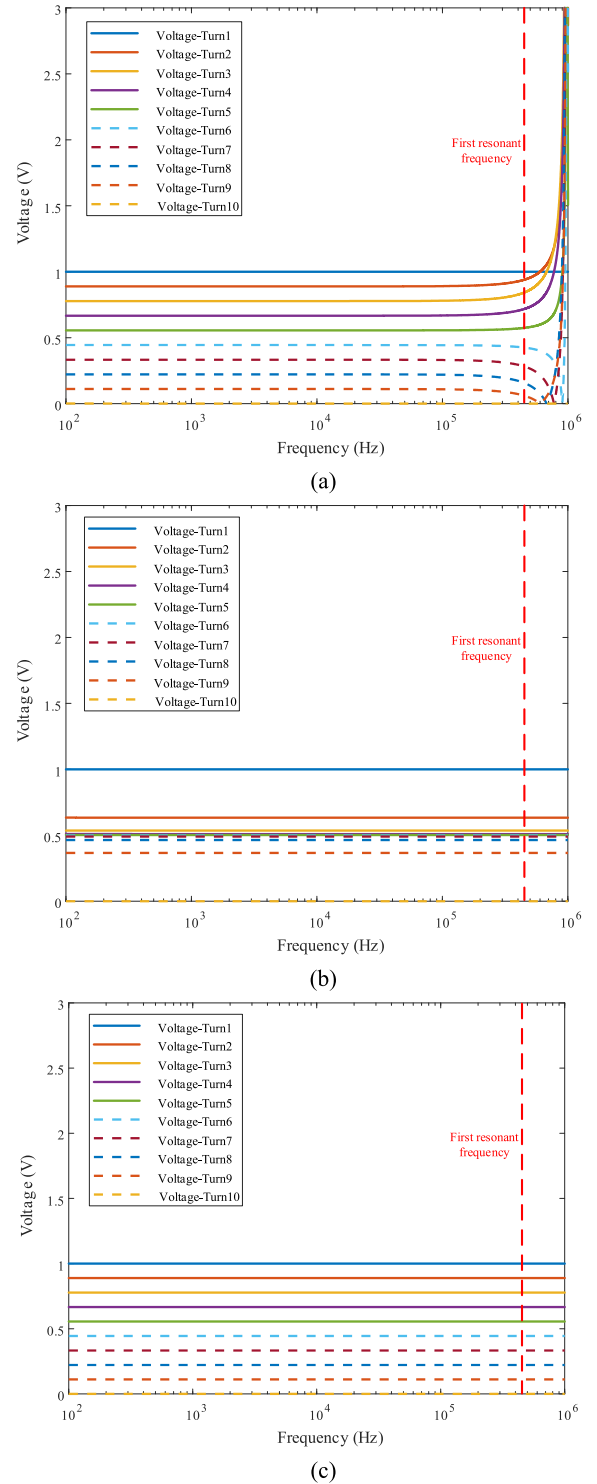 3
2.5
2
1.5
1
0.5
0
Voltage (V)
Voltage-Turn1
Voltage-Turn2
Voltage-Turn3
Voltage-Turn4
Voltage-Turn5
Voltage-Turn6
Voltage-Turn7
Voltage-Turn8
Voltage-Turn9
Voltage-Turn10
First resonant
frequency
10^2 10^3 10^4 10^5 10^6
Frequency (Hz)
(a)
3
2.5
2
1.5
1
0.5
0
Voltage (V)
Voltage-Turn1
Voltage-Turn2
Voltage-Turn3
Voltage-Turn4
Voltage-Turn5
Voltage-Turn6
Voltage-Turn7
Voltage-Turn8
Voltage-Turn9
Voltage-Turn10
First resonant
frequency
10^2 10^3 10^4 10^5 10^6
Frequency (Hz)
(b)
3
2.5
2
1.5
1
0.5
0
Voltage (V)
Voltage-Turn1
Voltage-Turn2
Voltage-Turn3
Voltage-Turn4
Voltage-Turn5
Voltage-Turn6
Voltage-Turn7
Voltage-Turn8
Voltage-Turn9
Voltage-Turn10
First resonant
frequency
10^2 10^3 10^4 10^5 10^6
Frequency (Hz)
(c)